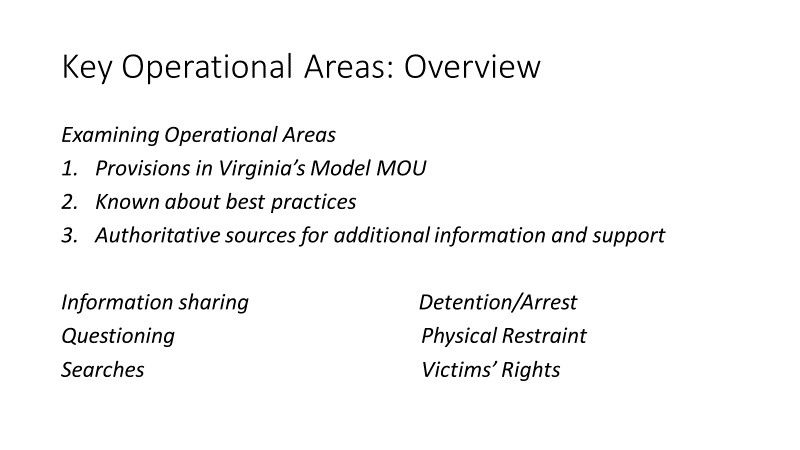 Key Operational Areas: Overview
Examining Operational Areas
1. Provisions in Virginia’s Model MOU
2. Known about best practices
3. Authoritative sources for additional information and support
Information sharing Detention/Arrest
Questioning Physical Restraint
Searches Victims’ Rights